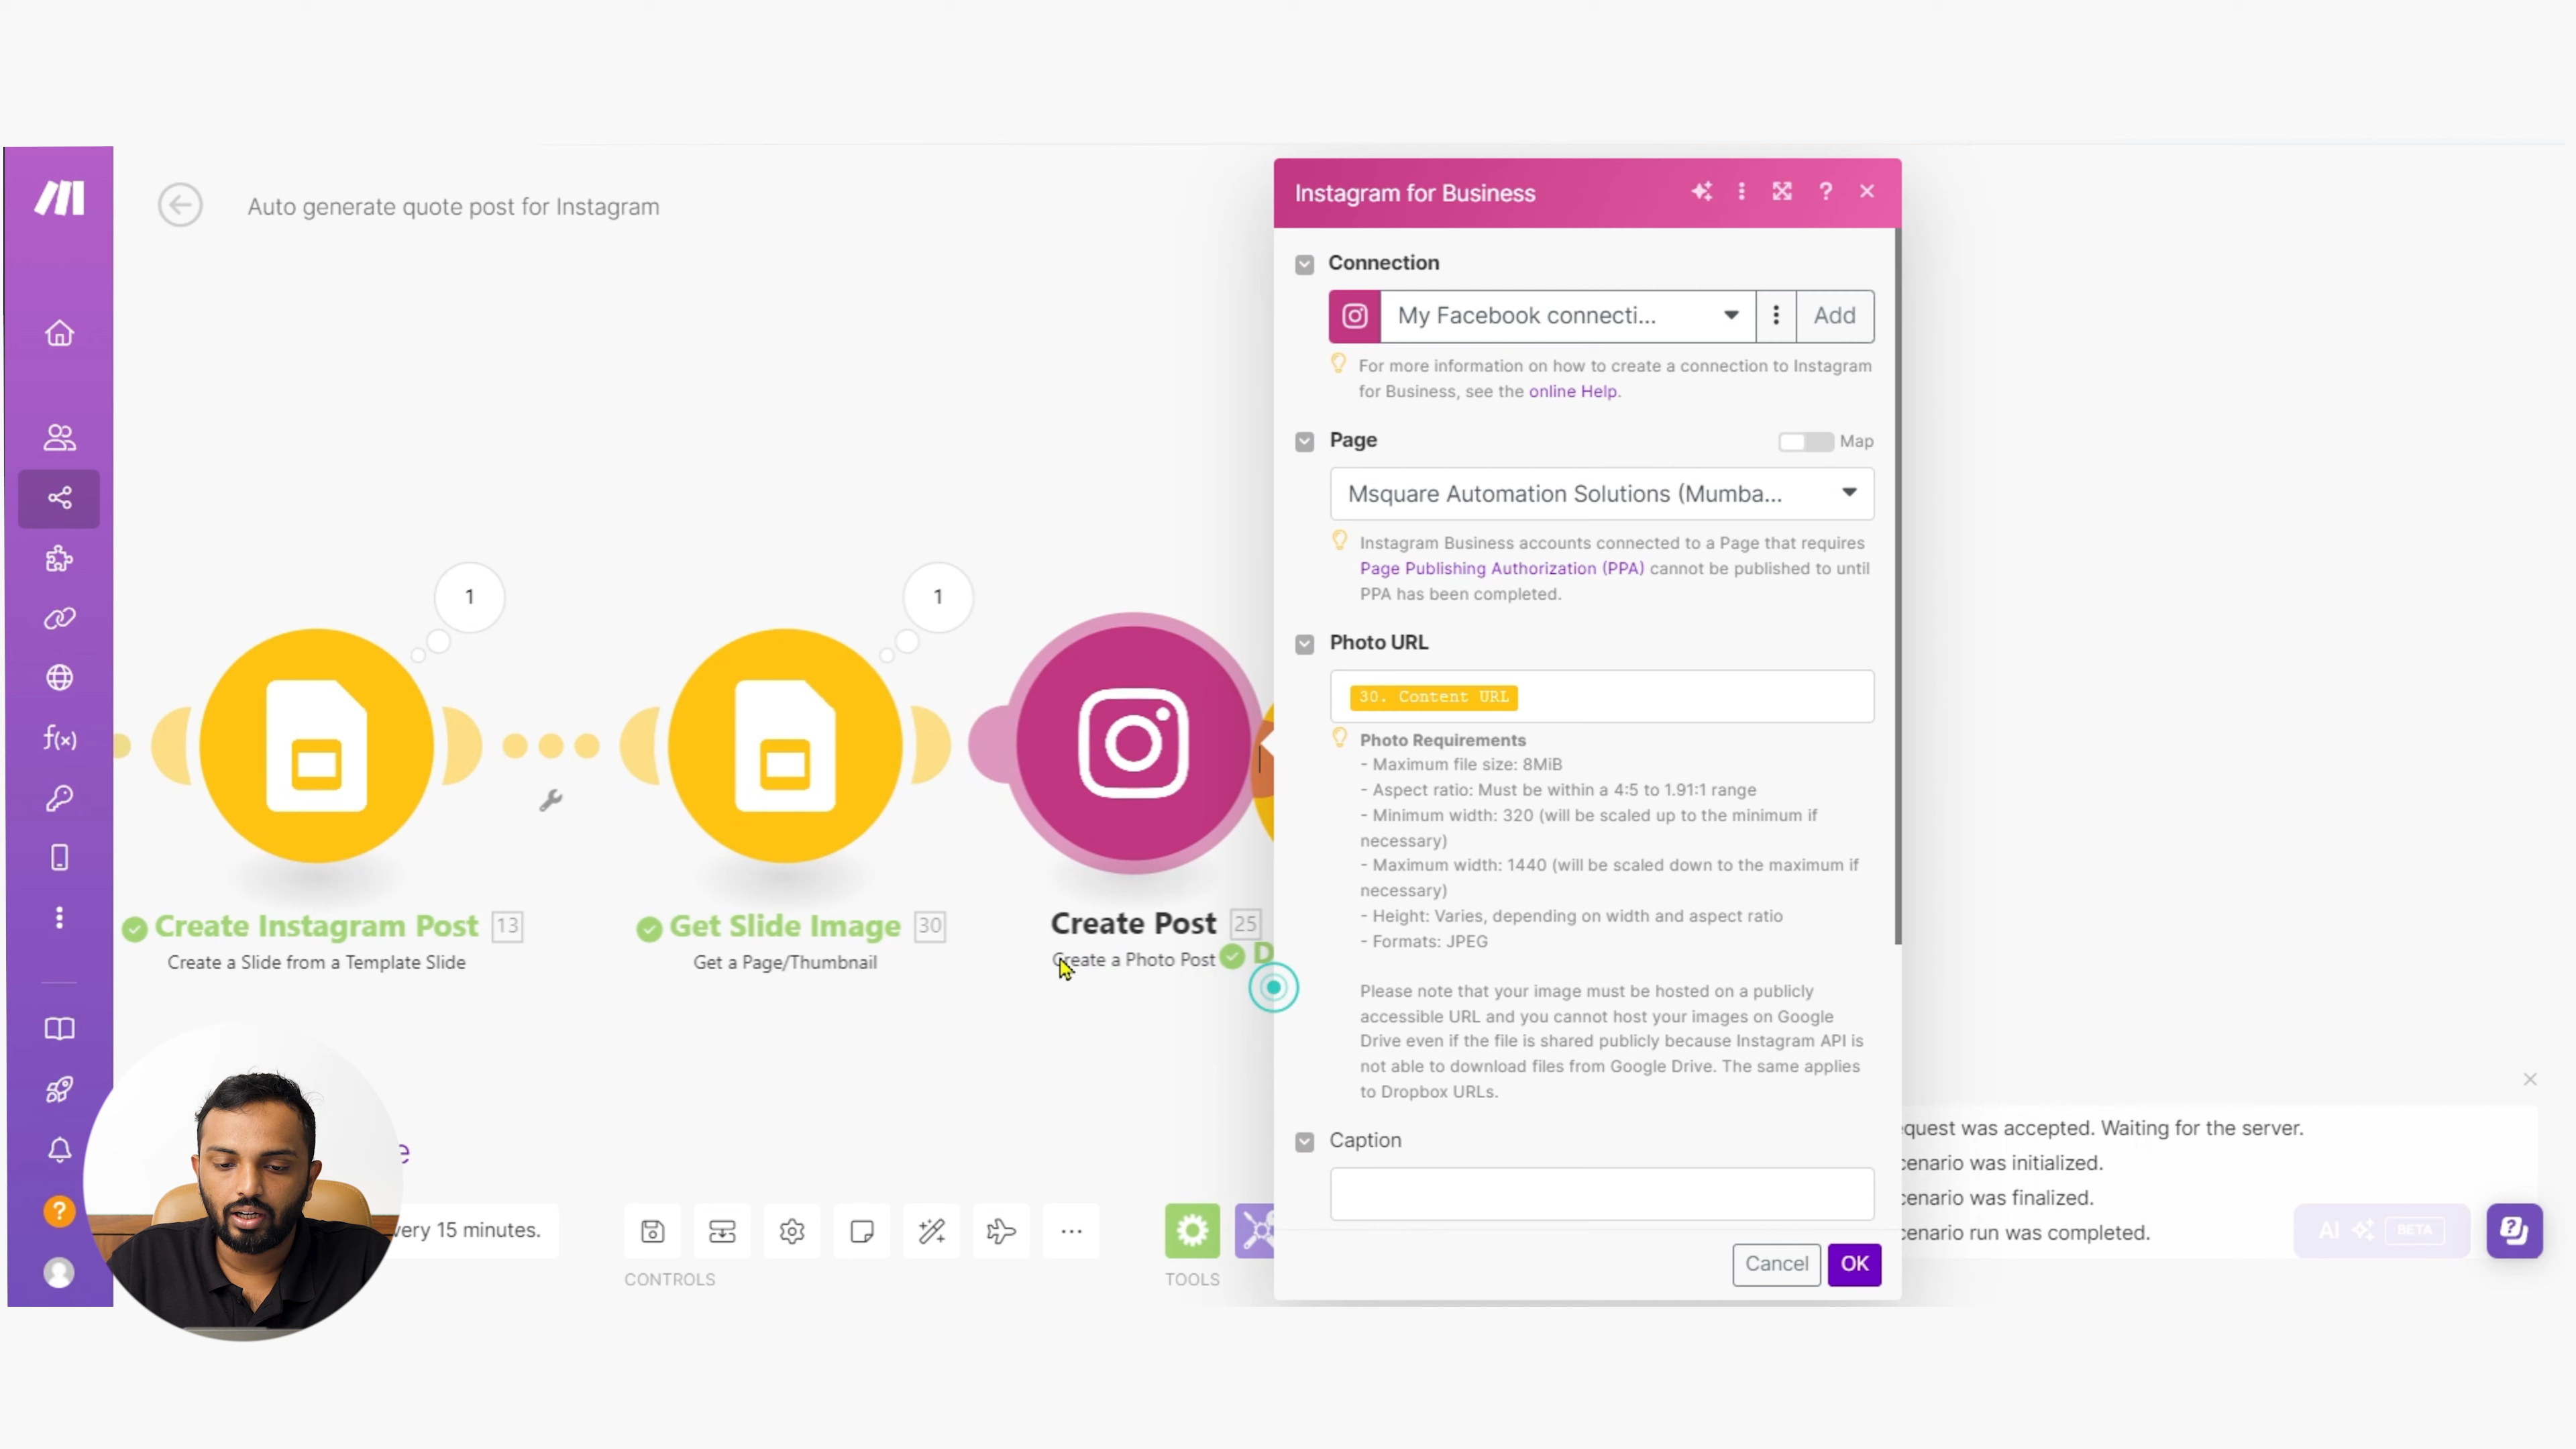 Auto generate quote post for Instagram
Instagram for Business
Connection
My Facebook connecti...
Add
For more information on how to create a connection to Instagram
for Business, see the online Help.
Page
Map
Msquare Automation Solutions (Mumba...
Instagram Business accounts connected to a Page that requires
Page Publishing Authorization (PPA) cannot be published to until
PPA has been completed.
Photo URL
30. Content URL
Photo Requirements
- Maximum file size: 8MiB
- Aspect ratio: Must be within a 4:5 to 1.91:1 range
- Minimum width: 320 (will be scaled up to the minimum if
necessary)
- Maximum width: 1440 (will be scaled down to the maximum if
necessary)
- Height: Varies, depending on width and aspect ratio
- Formats: JPEG
Please note that your image must be hosted on a publicly
accessible URL and you cannot host your images on Google
Drive even if the file is shared publicly because Instagram API is
not able to download files from Google Drive. The same applies
to Dropbox URLs.
Caption
Cancel
OK
1
1
Create Instagram Post 13
Create a Slide from a Template Slide
Get Slide Image 30
Get a Page/Thumbnail
Create Post 25
Create a Photo Post
D
f(x)
e
very 15 minutes.
CONTROLS
TOOLS
quest was accepted. Waiting for the server.
cenario was initialized.
cenario was finalized.
cenario run was completed.
AI BETA